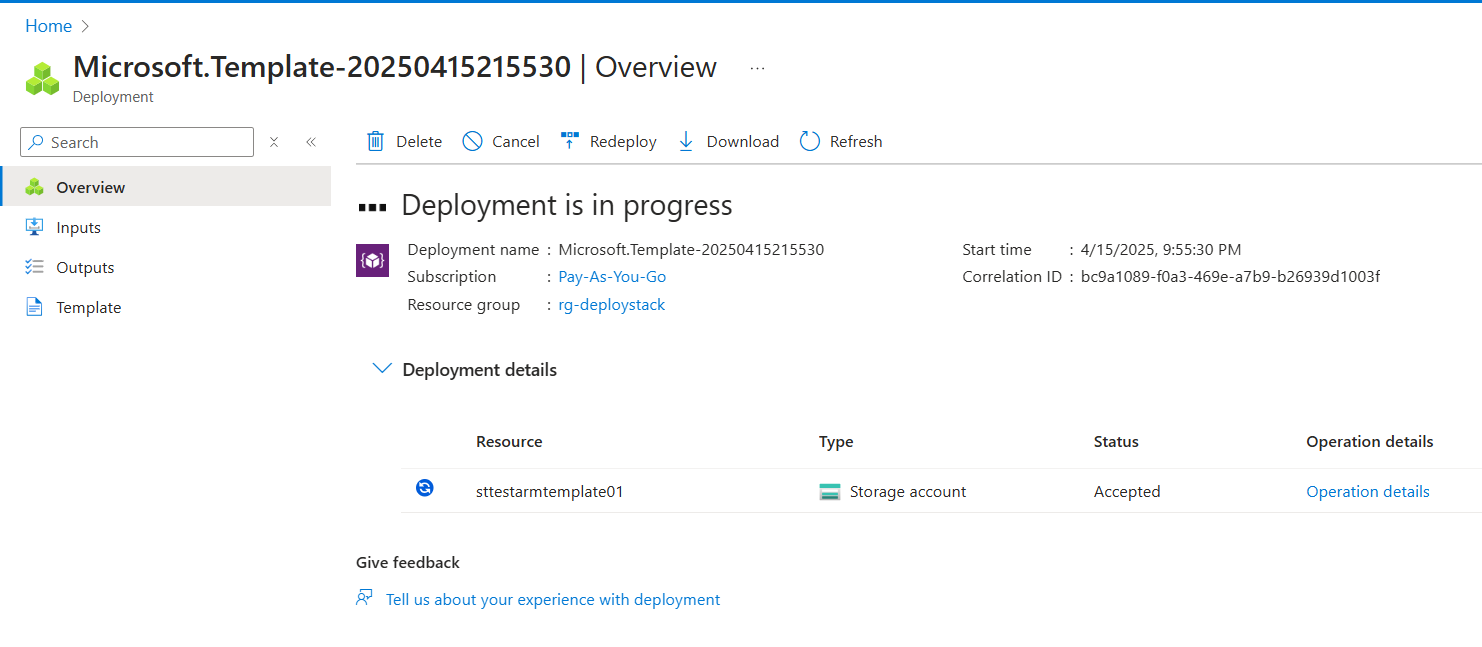 Home
Microsoft.Template-20250415215530 | Overview ...
Deployment
Search
Delete Cancel Redeploy Download Refresh
Overview
Inputs
Outputs
Template
Deployment is in progress
Deployment name : Microsoft.Template-20250415215530
Subscription : Pay-As-You-Go
Resource group : rg-deploystack
Start time : 4/15/2025, 9:55:30 PM
Correlation ID : bc9a1089-f0a3-469e-a7b9-b26939d1003f
Deployment details
Resource Type Status Operation details
sttestarmtemplate01 Storage account Accepted Operation details
Give feedback
Tell us about your experience with deployment